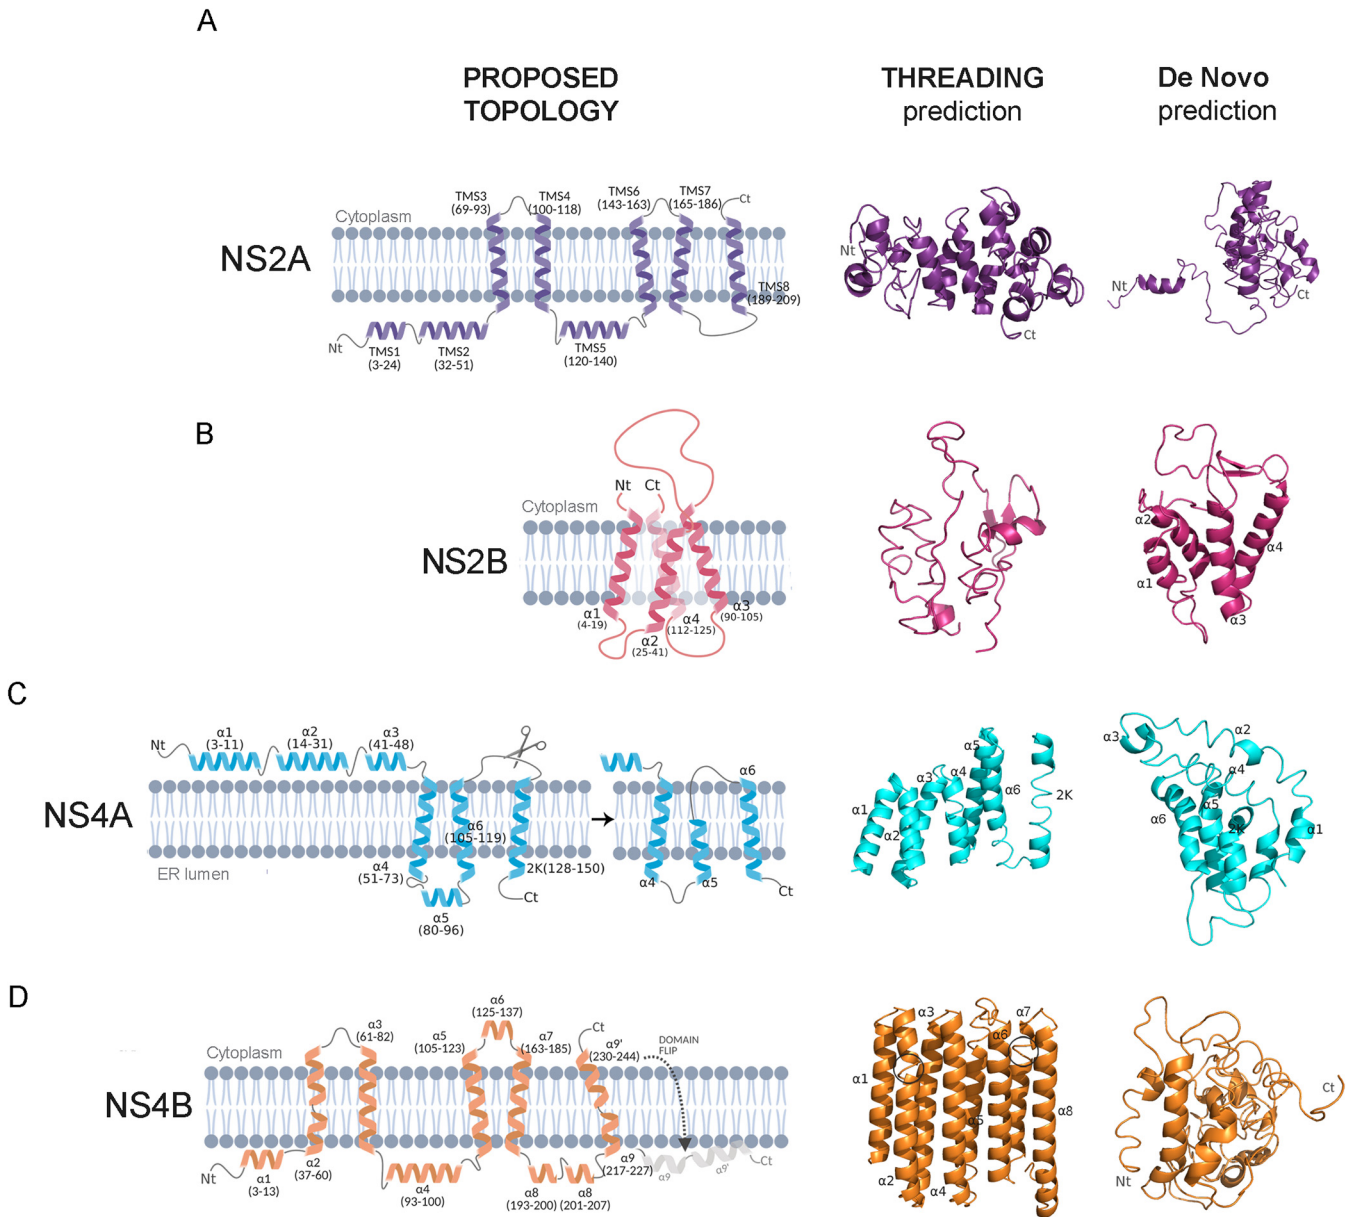 A
PROPOSED
TOPOLOGY
THREADING
prediction
De Novo
prediction
NS2A
Cytoplasm
TMS3
(69-93)
TMS4
(100-118)
TMS6
(143-163)
TMS7
(165-186)
Ct
TMS8
(189-209)
Nt
TMS1
(3-24)
TMS2
(32-51)
TMS5
(120-140)
Nt
Ct
Nt
Ct
B
NS2B
Cytoplasm
Nt
Ct
α1
(4-19)
α2
(25-41)
α4
(112-125)
α3
(90-105)
α2
α1
α4
α3
C
NS4A
Nt
α1
(3-11)
α2
(14-31)
α3
(41-48)
α6
(105-119)
ER lumen
α4
(51-73)
α5
(80-96)
2K(128-150)
Ct
α6
α4
α5
Ct
α1
α2
α3
α4
α5
α6
2K
α3
α2
α4
α5
α6
2K
α1
D
NS4B
Cytoplasm
Nt
α1
(3-13)
α2
(37-60)
α3
(61-82)
α4
(93-100)
α5
(105-123)
α6
(125-137)
α7
(163-185)
α8
(193-200)
α8
(201-207)
Ct
α9'
(230-244)
α9
(217-227)
DOMAIN
FLIP
α9
α9'
Ct
α3
α7
α6
α1
α5
α8
α2
α4
Ct
Nt